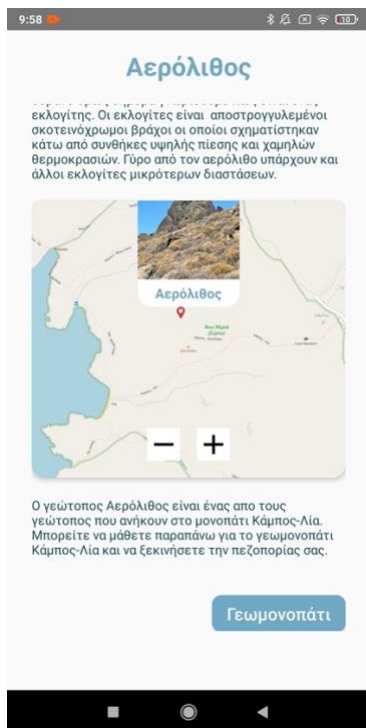 9:58
10
Αερόλιθος
εκλογίτης. Οι εκλογίτες είναι αποστρογγυλεμένοι
σκοτεινόχρωμοι βράχοι οι οποίοι σχηματίστηκαν
κάτω από συνθήκες υψηλής πίεσης και χαμηλών
θερμοκρασιών. Γύρο από τον αερόλιθο υπάρχουν και
άλλοι εκλογίτες μικρότερων διαστάσεων.
Αερόλιθος
− +
Ο γεώτοπος Αερόλιθος είναι ένας απο τους
γεώτοπος που ανήκουν στο μονοπάτι Κάμπος-Λία.
Μπορείτε να μάθετε παραπάνω για το γεωμονοπάτι
Κάμπος-Λία και να ξεκινήσετε την πεζοπορίας σας.
Γεωμονοπάτι